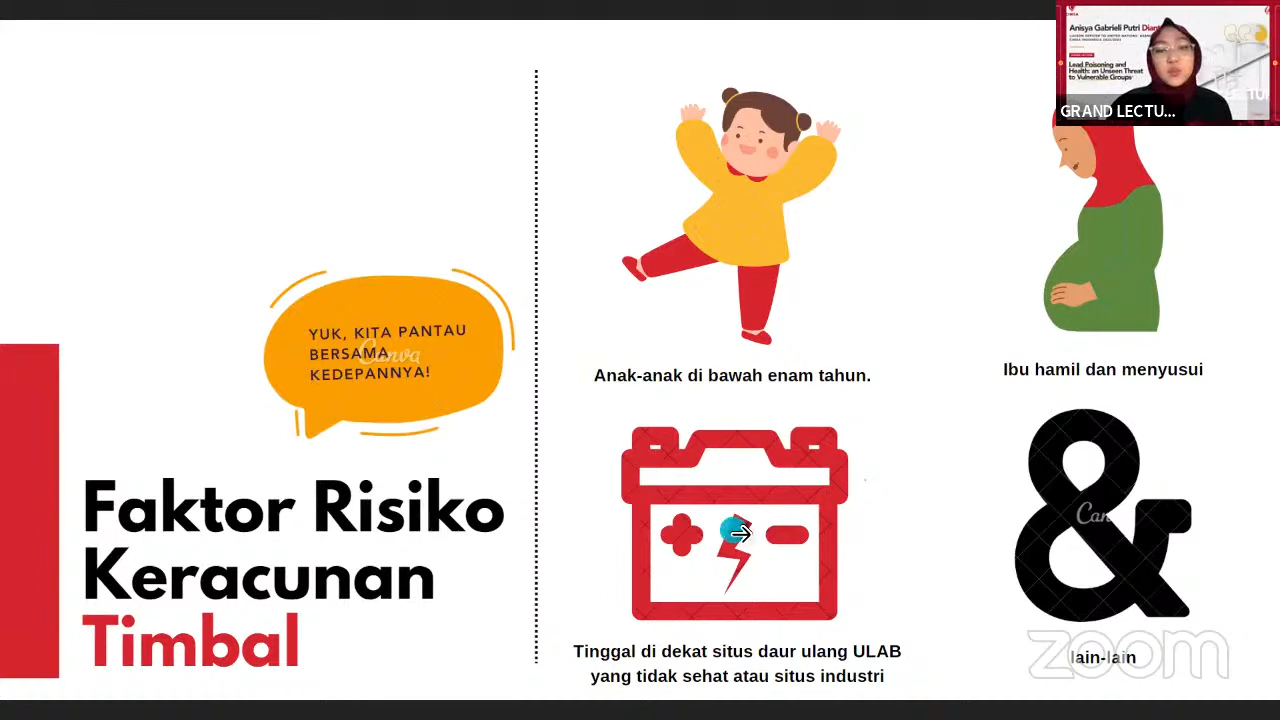 YUK, KITA PANTAU
BERSAMA
KEDEPANNYA!
Canva
Faktor Risiko
Keracunan
Timbal
Anak-anak di bawah enam tahun.
Ibu hamil dan menyusui
Tinggal di dekat situs daur ulang ULAB
yang tidak sehat atau situs industri
Can
lain-lain
zoom
Anisya Gabrieli Putri
Lead Poisoning and
Health: an Unseen Threat
to Vulnerable Groups
GRAND LECTU...